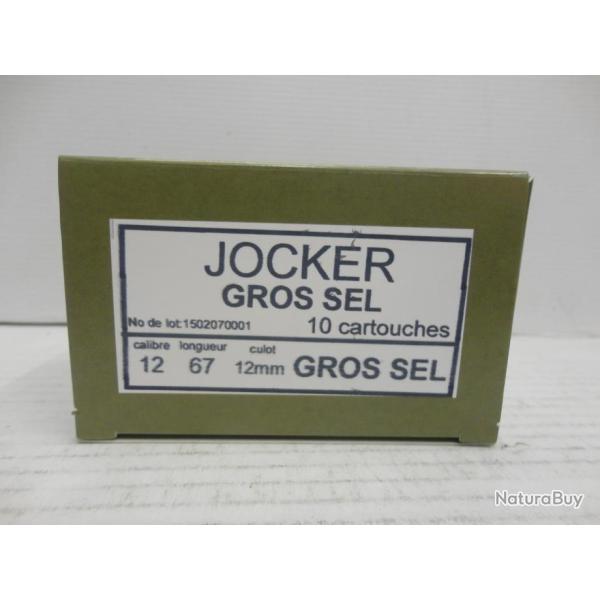 JOCKER
GROS SEL
No de lot:1502070001 10 cartouches
calibre longueur culot
12 67 12mm GROS SEL
NaturaBuy